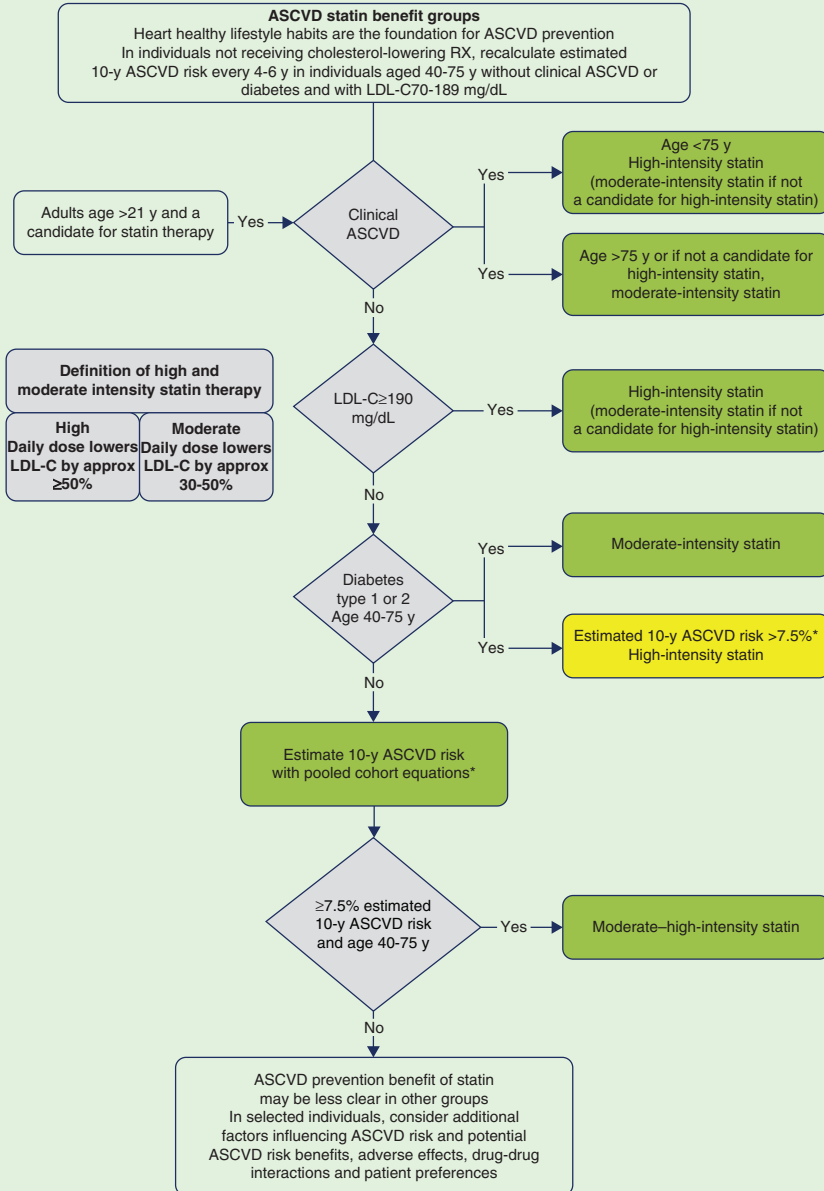 ASCVD statin benefit groups
Heart healthy lifestyle habits are the foundation for ASCVD prevention
In individuals not receiving cholesterol-lowering RX, recalculate estimated
10-y ASCVD risk every 4-6 y in individuals aged 40-75 y without clinical ASCVD or
diabetes and with LDL-C70-189 mg/dL
Adults age >21 y and a
candidate for statin therapy
Yes
Clinical
ASCVD
Yes
Age <75 y
High-intensity statin
(moderate-intensity statin if not
a candidate for high-intensity statin)
Yes
Age >75 y or if not a candidate for
high-intensity statin,
moderate-intensity statin
No
Definition of high and
moderate intensity statin therapy
High
Daily dose lowers
LDL-C by approx
≥50%
Moderate
Daily dose lowers
LDL-C by approx
30-50%
LDL-C≥190
mg/dL
Yes
High-intensity statin
(moderate-intensity statin if not
a candidate for high-intensity statin)
No
Diabetes
type 1 or 2
Age 40-75 y
Yes
Moderate-intensity statin
Yes
Estimated 10-y ASCVD risk >7.5%*
High-intensity statin
No
Estimate 10-y ASCVD risk
with pooled cohort equations*
≥7.5% estimated
10-y ASCVD risk
and age 40-75 y
Yes
Moderate–high-intensity statin
No
ASCVD prevention benefit of statin
may be less clear in other groups
In selected individuals, consider additional
factors influencing ASCVD risk and potential
ASCVD risk benefits, adverse effects, drug-drug
interactions and patient preferences